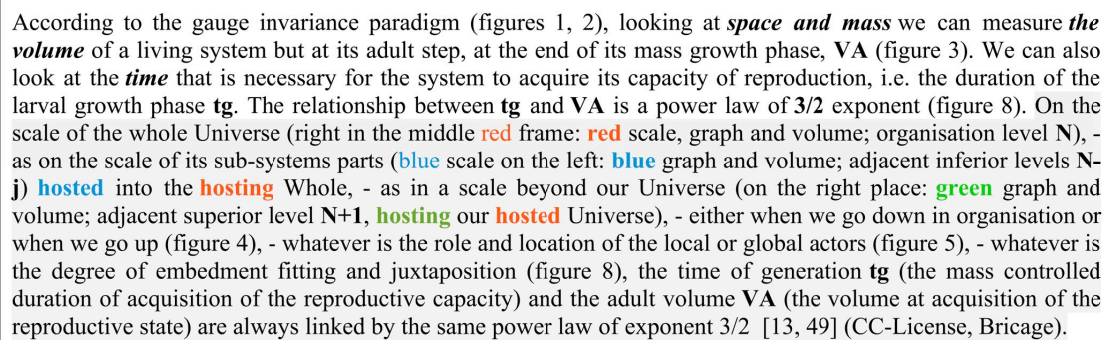 According to the gauge invariance paradigm (figures 1, 2), looking at space and mass we can measure the
volume of a living system but at its adult step, at the end of its mass growth phase, VA (figure 3). We can also
look at the time that is necessary for the system to acquire its capacity of reproduction, i.e. the duration of the
larval growth phase tg. The relationship between tg and VA is a power law of 3/2 exponent (figure 8). On the
scale of the whole Universe (right in the middle red frame: red scale, graph and volume; organisation level N), -
as on the scale of its sub-systems parts (blue scale on the left: blue graph and volume; adjacent inferior levels N-
j) hosted into the hosting Whole, - as in a scale beyond our Universe (on the right place: green graph and
volume; adjacent superior level N+1, hosting our hosted Universe), - either when we go down in organisation or
when we go up (figure 4), - whatever is the role and location of the local or global actors (figure 5), - whatever is
the degree of embedment fitting and juxtaposition (figure 8), the time of generation tg (the mass controlled
duration of acquisition of the reproductive capacity) and the adult volume VA (the volume at acquisition of the
reproductive state) are always linked by the same power law of exponent 3/2 [13, 49] (CC-License, Bricage).